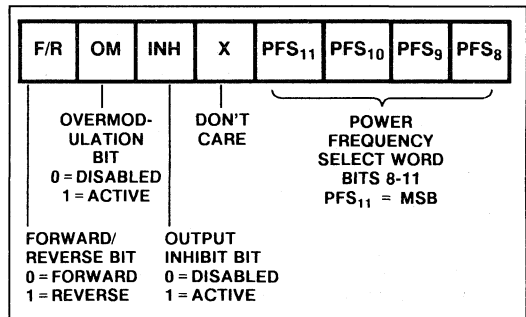 F/R OM INH X PFS₁₁ PFS₁₀ PFS₉ PFS₈
OVERMOD-
ULATION
BIT
0 = DISABLED
1 = ACTIVE
DON'T
CARE
POWER
FREQUENCY
SELECT WORD
BITS 8-11
PFS₁₁ = MSB
FORWARD/
REVERSE BIT
0 = FORWARD
1 = REVERSE
OUTPUT
INHIBIT BIT
0 = DISABLED
1 = ACTIVE